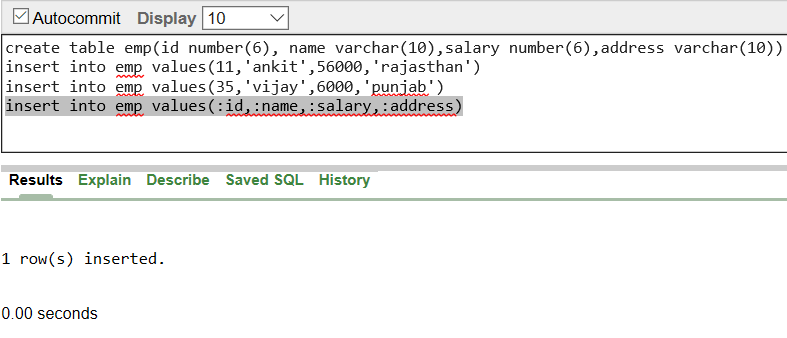 Autocommit Display 10
create table emp(id number(6), name varchar(10),salary number(6),address varchar(10))
insert into emp values(11,'ankit',56000,'rajasthan')
insert into emp values(35,'vijay',6000,'punjab')
insert into emp values(:id,:name,:salary,:address)
Results Explain Describe Saved SQL History
1 row(s) inserted.
0.00 seconds